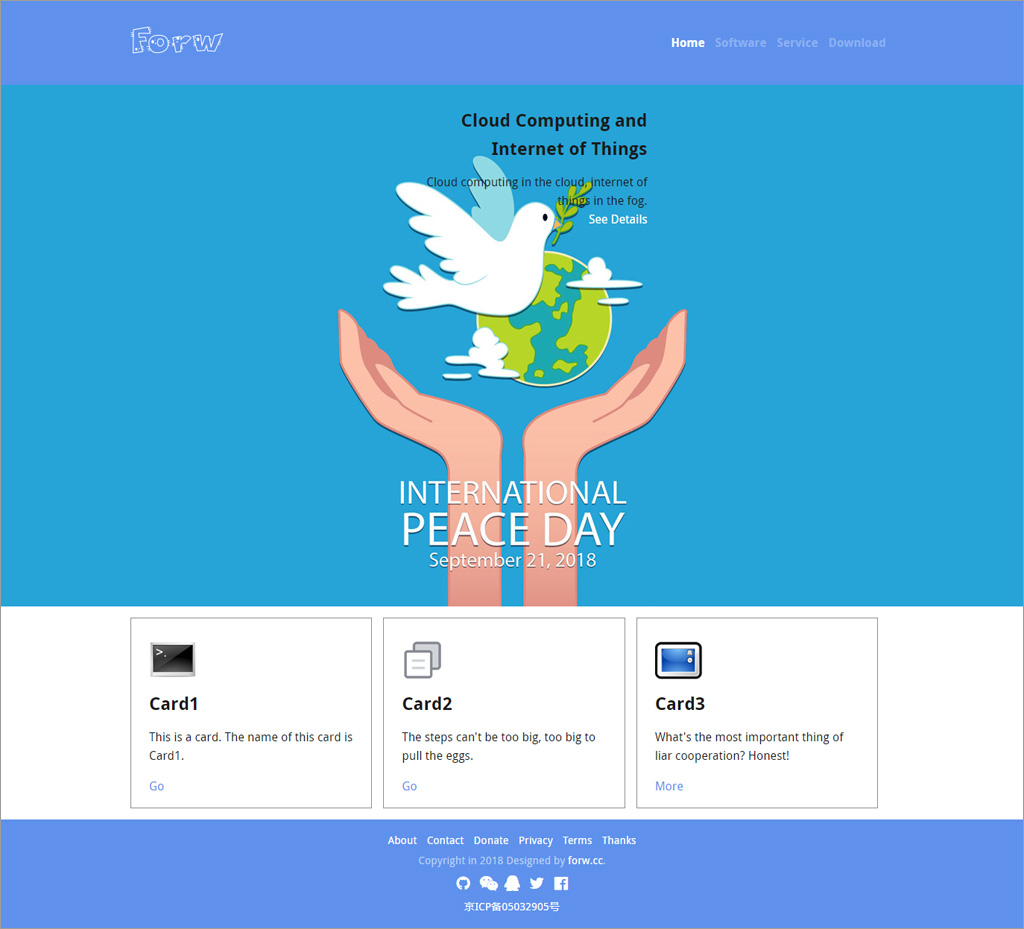 Forw
Home Software Service Download
Cloud Computing and
Internet of Things
Cloud computing in the cloud, internet of
things in the fog.
See Details
INTERNATIONAL
PEACE DAY
September 21, 2018
>.
Card1
This is a card. The name of this card is
Card1.
Go
Card2
The steps can't be too big, too big to
pull the eggs.
Go
Card3
What's the most important thing of
liar cooperation? Honest!
More
About Contact Donate Privacy Terms Thanks
Copyright in 2018 Designed by forw.cc.
京ICP备05032905号